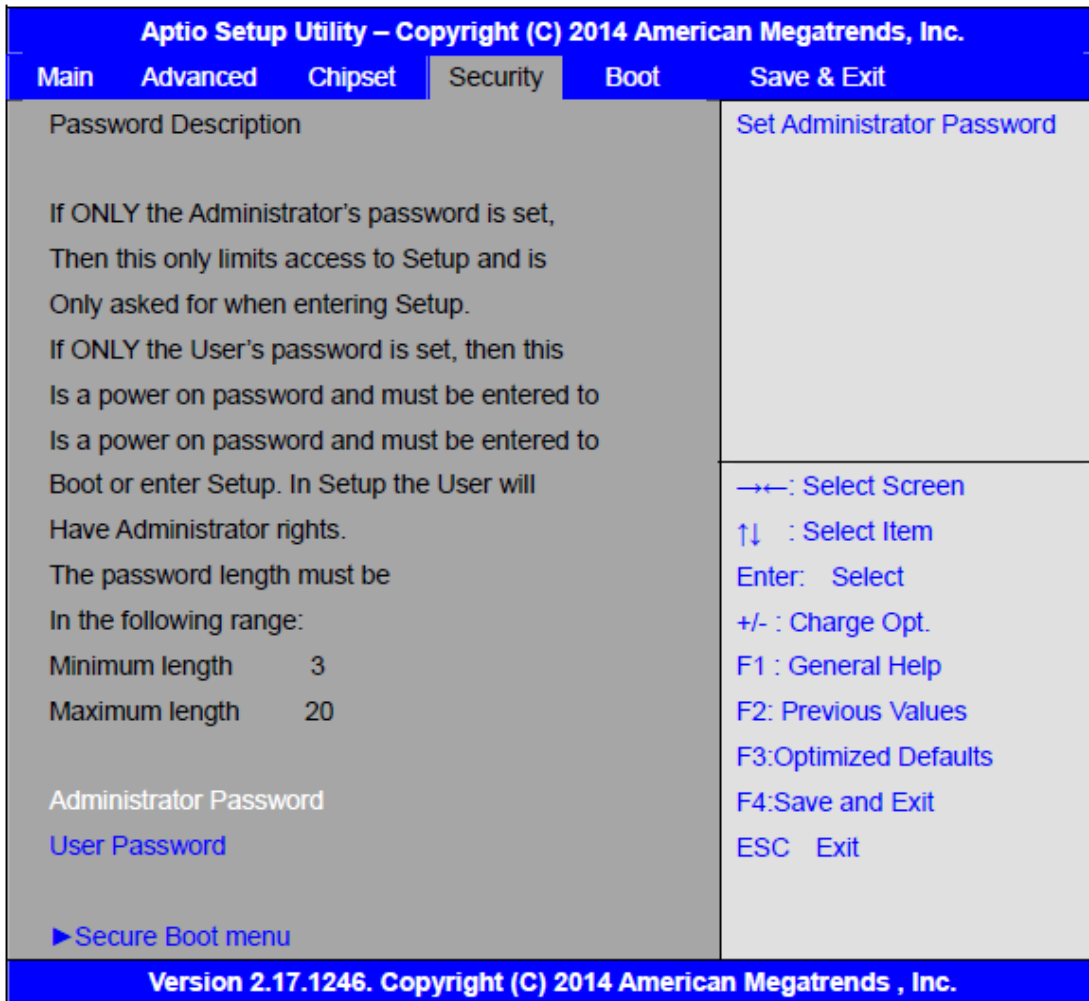 Aptio Setup Utility – Copyright (C) 2014 American Megatrends, Inc.
Main Advanced Chipset Security Boot Save & Exit
Password Description
If ONLY the Administrator’s password is set,
Then this only limits access to Setup and is
Only asked for when entering Setup.
If ONLY the User’s password is set, then this
Is a power on password and must be entered to
Is a power on password and must be entered to
Boot or enter Setup. In Setup the User will
Have Administrator rights.
The password length must be
In the following range:
Minimum length 3
Maximum length 20
Administrator Password
User Password
►Secure Boot menu
Set Administrator Password
→←: Select Screen
↑↓ : Select Item
Enter: Select
+/- : Charge Opt.
F1 : General Help
F2: Previous Values
F3:Optimized Defaults
F4:Save and Exit
ESC Exit
Version 2.17.1246. Copyright (C) 2014 American Megatrends , Inc.